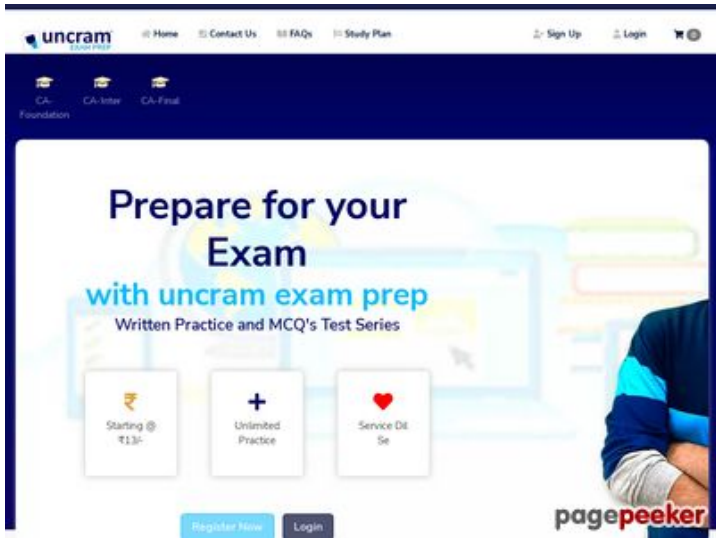 uncram
EXAM PREP
Home
Contact Us
FAQs
Study Plan
Sign Up
Login
0
CA-
Foundation
CA-Inter
CA-Final
Prepare for your
Exam
with uncram exam prep
Written Practice and MCQ's Test Series
₹
Starting @
₹13/-
Unlimited
Practice
Service Dil
Se
Register Now
Login
pagepeeker